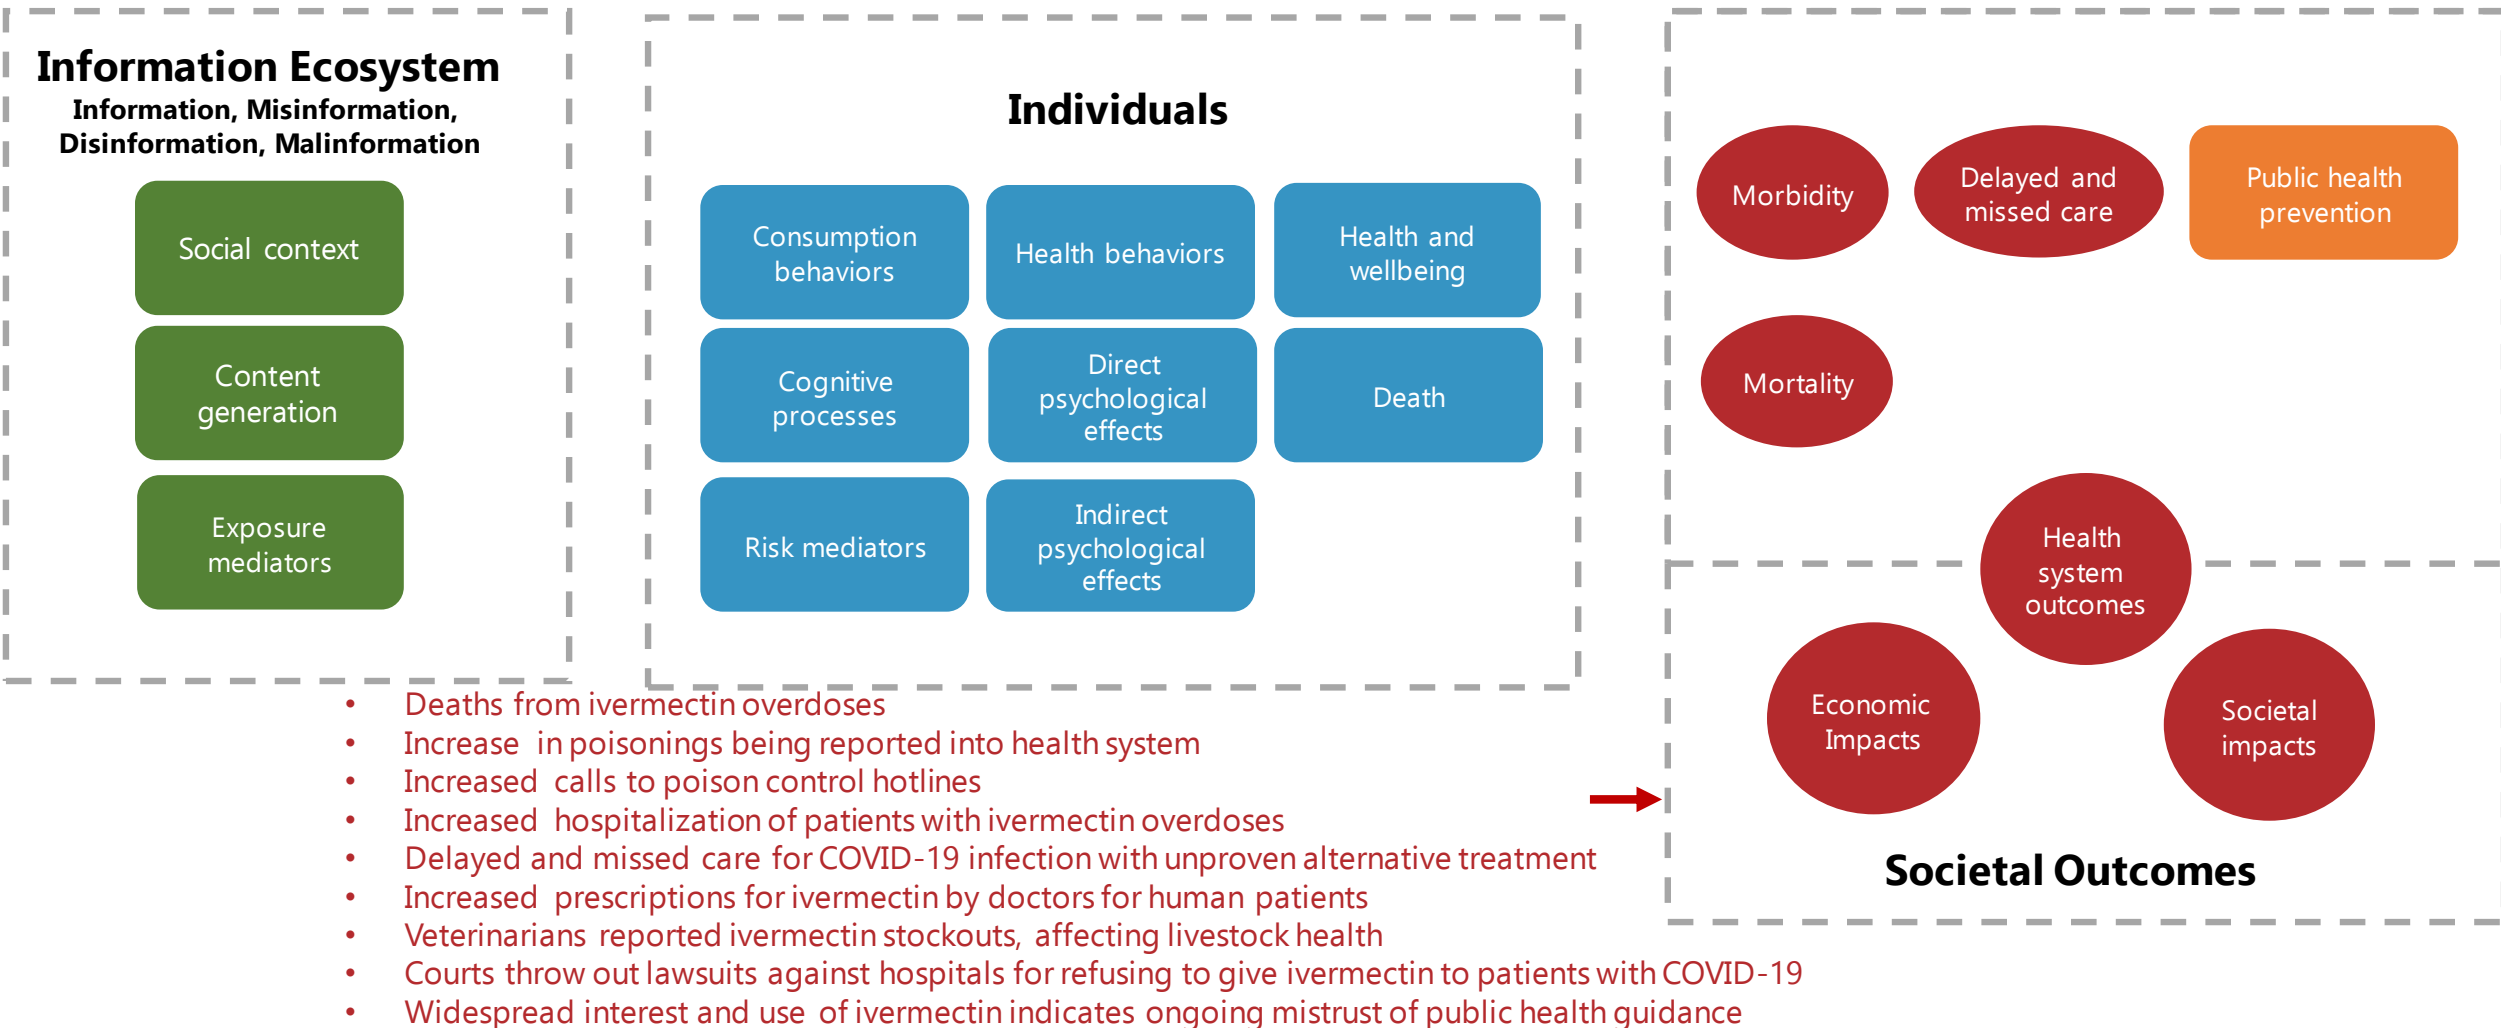 Information Ecosystem
Information, Misinformation,
Disinformation, Malinformation
Social context
Content
generation
Exposure
mediators
Individuals
Consumption
behaviors
Health behaviors
Health and
wellbeing
Cognitive
processes
Direct
psychological
effects
Death
Risk mediators
Indirect
psychological
effects
Morbidity
Delayed and
missed care
Public health
prevention
Mortality
Health
system
outcomes
Economic
Impacts
Societal
impacts
Societal Outcomes
• Deaths from ivermectin overdoses
• Increase in poisonings being reported into health system
• Increased calls to poison control hotlines
• Increased hospitalization of patients with ivermectin overdoses
• Delayed and missed care for COVID-19 infection with unproven alternative treatment
• Increased prescriptions for ivermectin by doctors for human patients
• Veterinarians reported ivermectin stockouts, affecting livestock health
• Courts throw out lawsuits against hospitals for refusing to give ivermectin to patients with COVID-19
• Widespread interest and use of ivermectin indicates ongoing mistrust of public health guidance